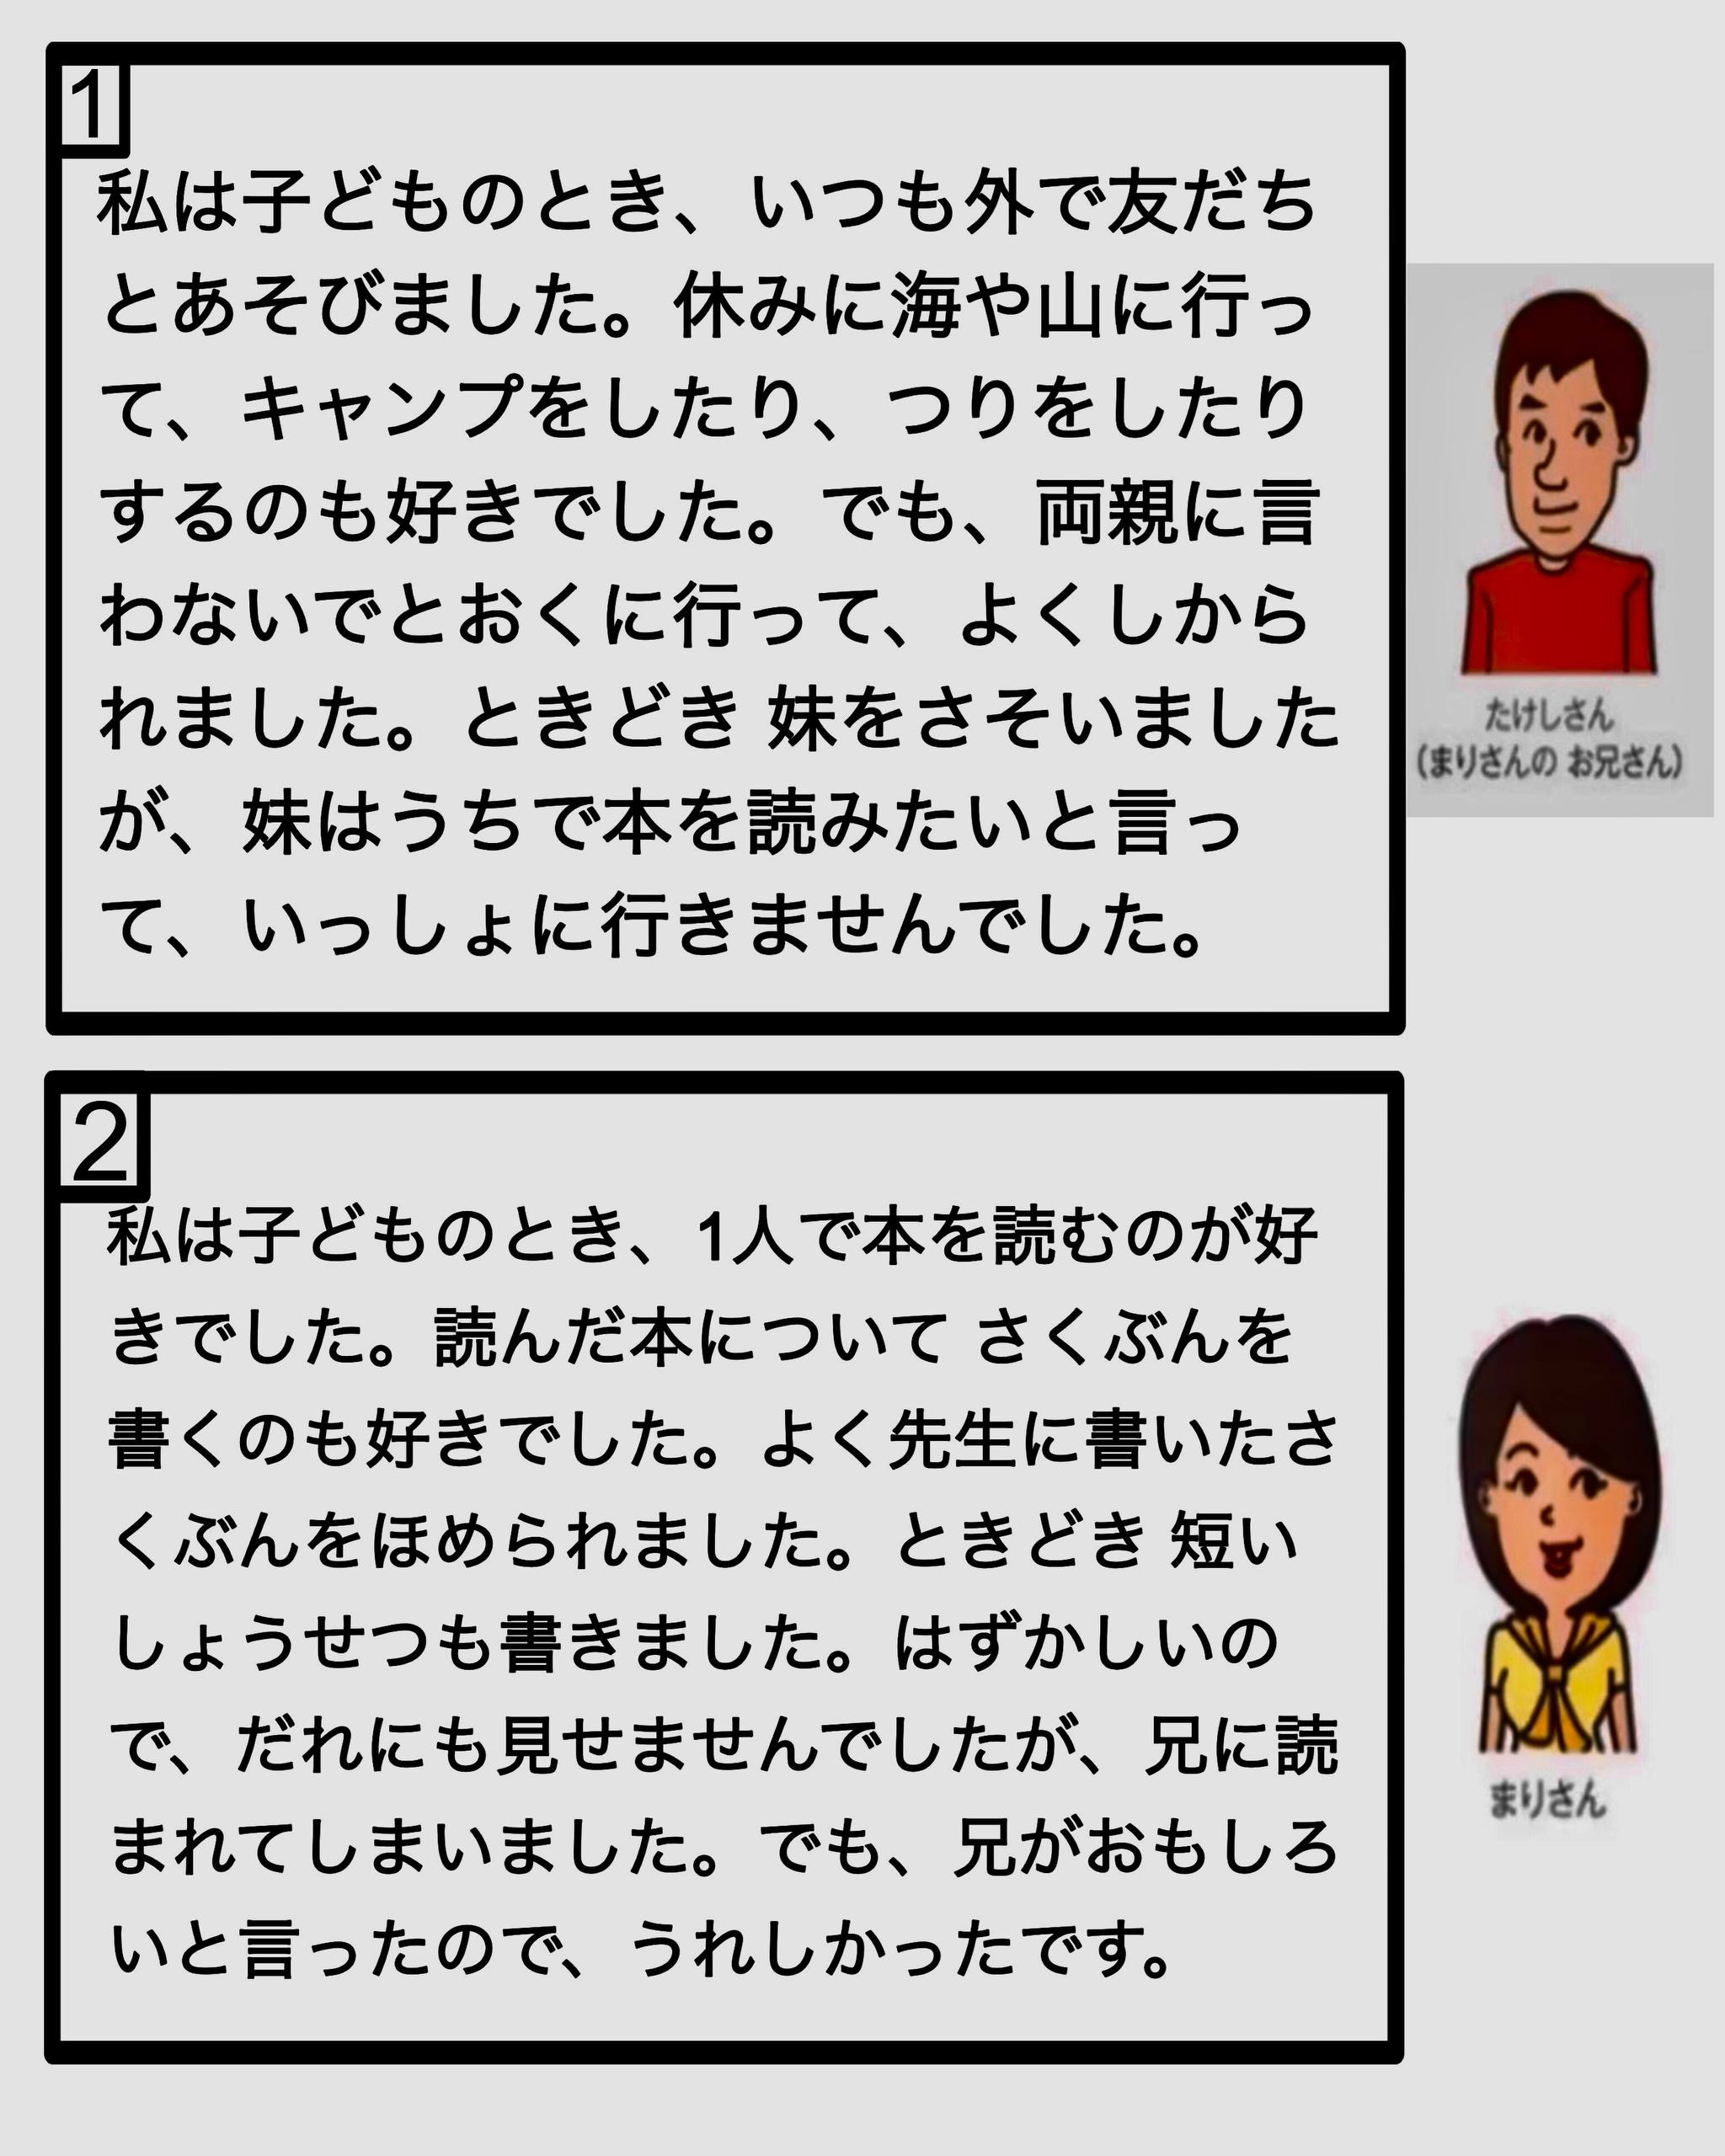 1
私は子どものとき、いつも外で友だち
とあそびました。休みに海や山に行っ
て、キャンプをしたり、つりをしたり
するのも好きでした。でも、両親に言
わないでとおくに行って、よくしから
れました。ときどき 妹をさそいました
が、妹はうちで本を読みたいと言っ
て、いっしょに行きませんでした。
たけしさん
(まりさんの お兄さん)
2
私は子どものとき、1人で本を読むのが好
きでした。読んだ本について さくぶんを
書くのも好きでした。よく先生に書いたさ
くぶんをほめられました。ときどき 短い
しょうせつも書きました。はずかしいの
で、だれにも見せませんでしたが、兄に読
まれてしまいました。でも、兄がおもしろ
いと言ったので、うれしかったです。
まりさん